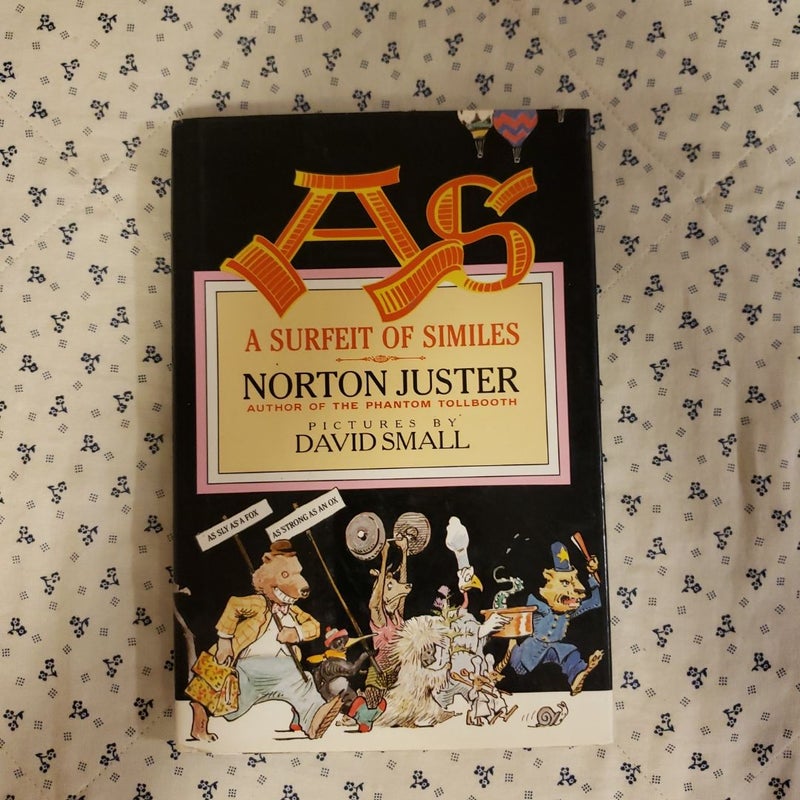 As
A SURFEIT OF SIMILES
NORTON JUSTER
AUTHOR OF THE PHANTOM TOLLBOOTH
PICTURES BY
DAVID SMALL
AS SLY AS A FOX
AS STRONG AS AN OX